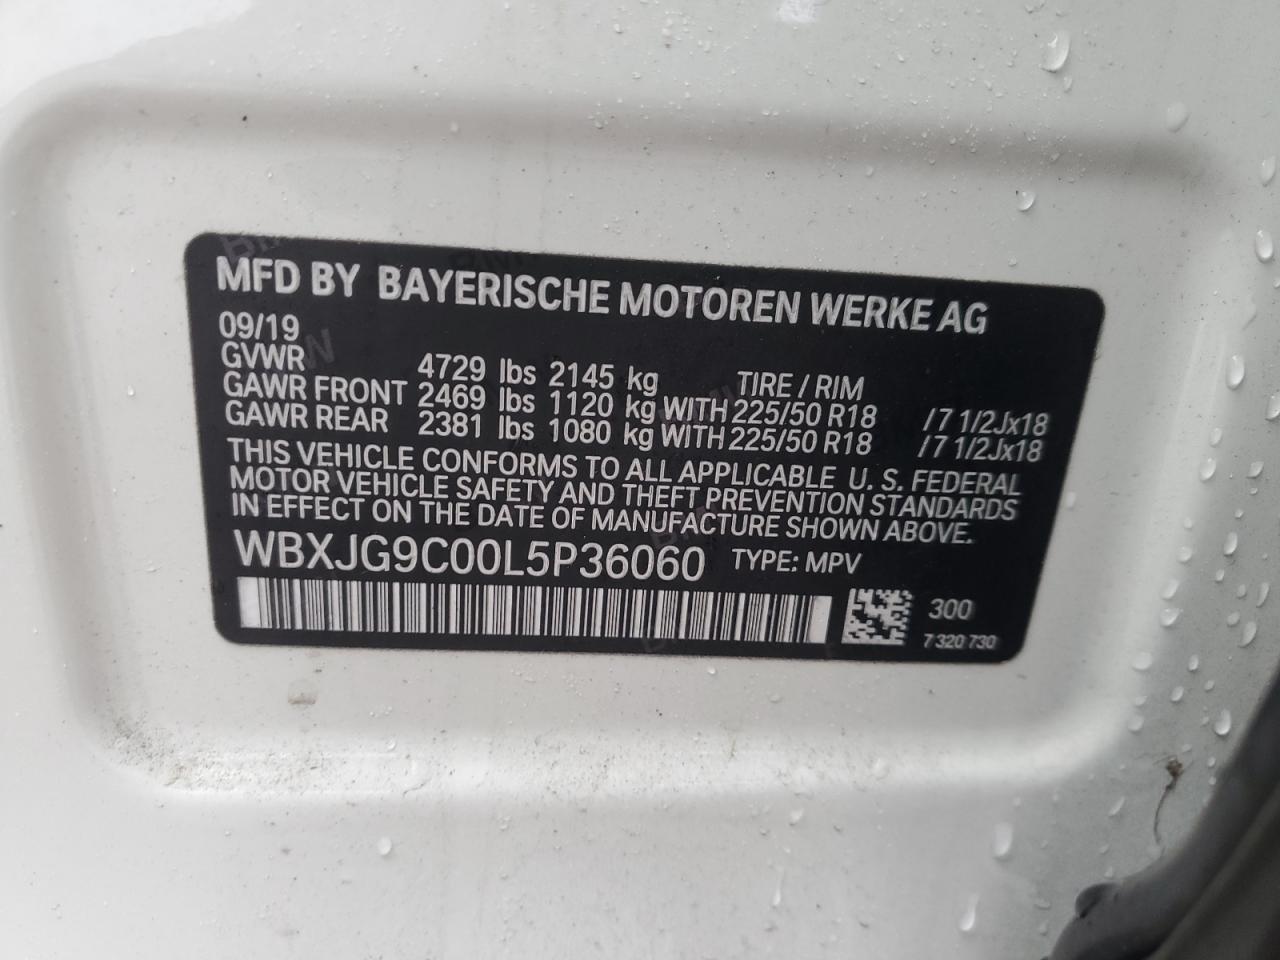 MFD BY BAYERISCHE MOTOREN WERKE AG
09/19
GVWR 4729 lbs 2145 kg TIRE / RIM
GAWR FRONT 2469 lbs 1120 kg WITH 225/50 R18 /7 1/2Jx18
GAWR REAR 2381 lbs 1080 kg WITH 225/50 R18 /7 1/2Jx18
THIS VEHICLE CONFORMS TO ALL APPLICABLE U. S. FEDERAL
MOTOR VEHICLE SAFETY AND THEFT PREVENTION STANDARDS
IN EFFECT ON THE DATE OF MANUFACTURE SHOWN ABOVE.
WBXJG9C00L5P36060 TYPE: MPV
300
7 320 730